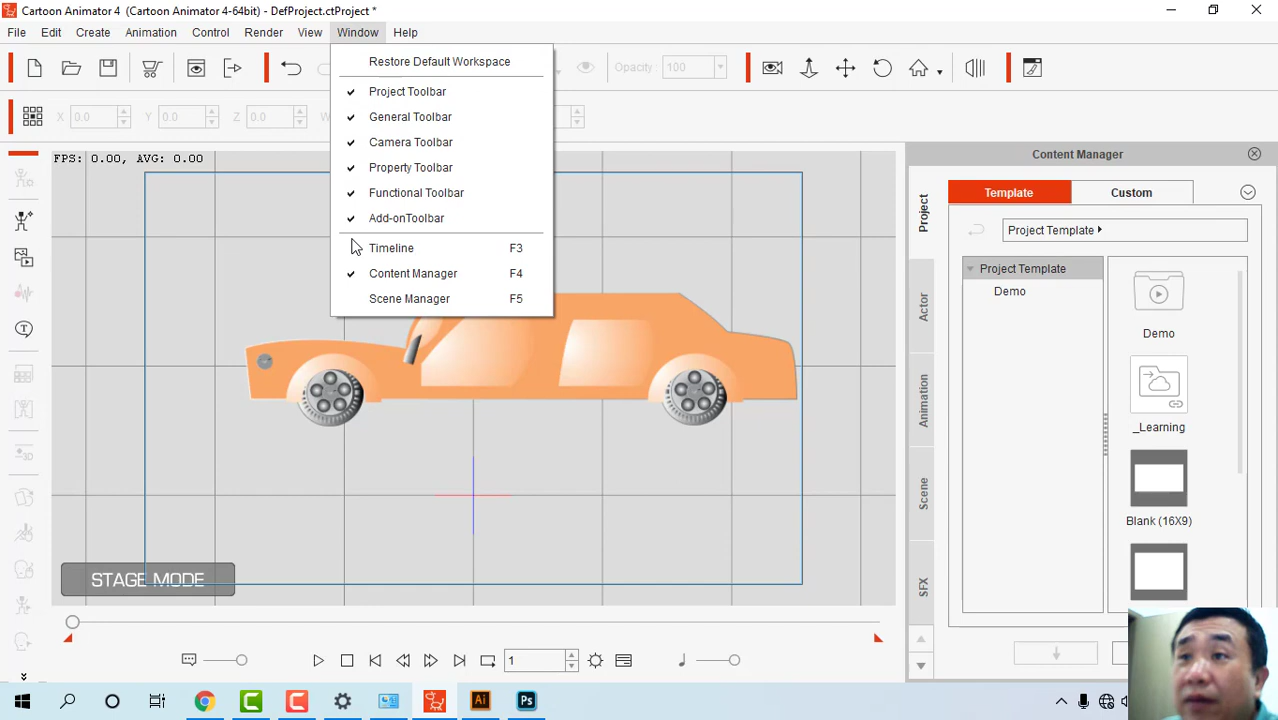 Cartoon Animator 4 (Cartoon Animator 4-64bit) - DefProject.ctProject *
File Edit Create Animation Control Render View Window Help
Opacity : 100
X 0.0 Y 0.0 Z 0.0
Restore Default Workspace
Project Toolbar
General Toolbar
Camera Toolbar
Property Toolbar
Functional Toolbar
Add-onToolbar
Timeline F3
Content Manager F4
Scene Manager F5
FPS: 0.00, AVG: 0.00
STAGE MODE
1
Content Manager
Template Custom
Project Template
Project Template
Demo
Demo
_Learning
Blank (16X9)
Project
Actor
Animation
Scene
SFX
Ai
Ps